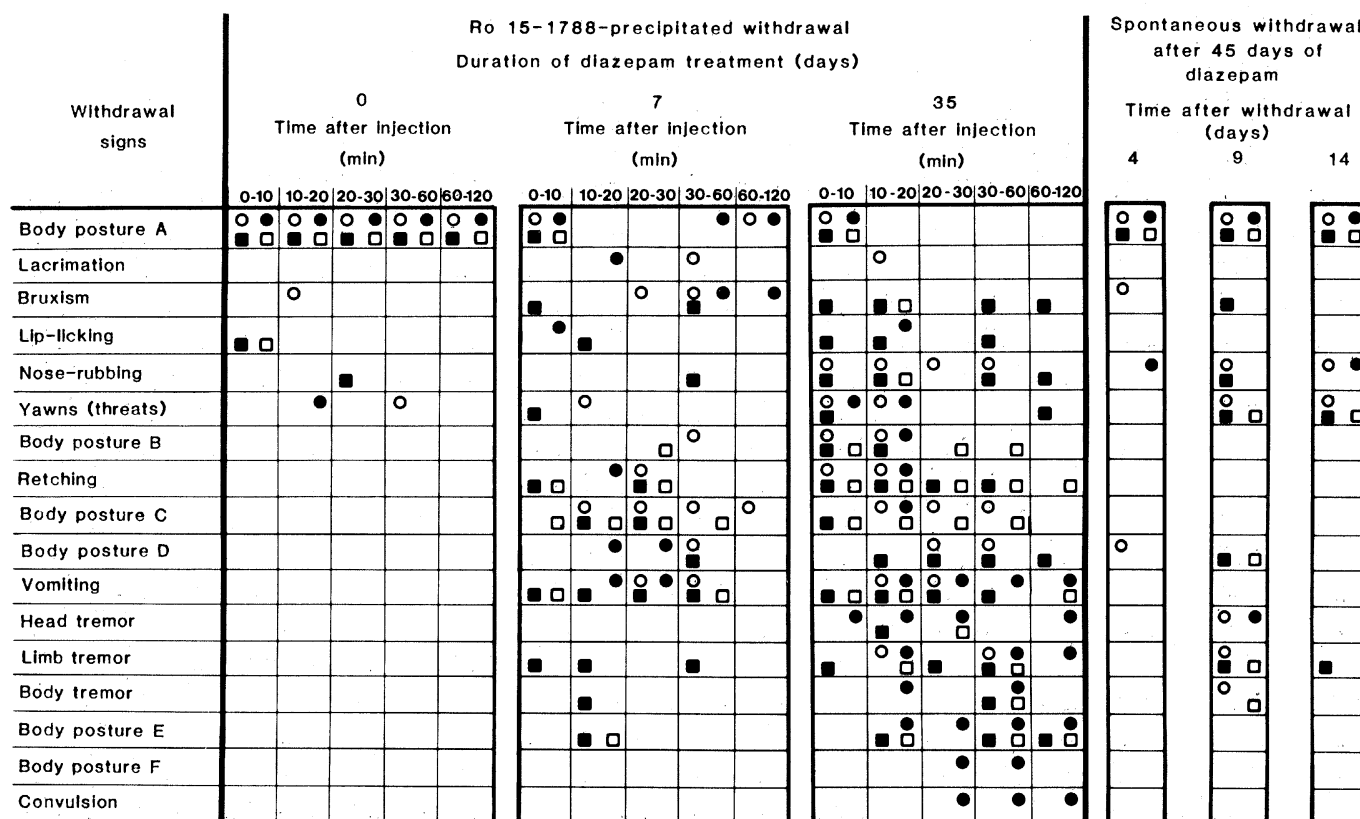 Ro 15-1788-precipitated withdrawal
Duration of diazepam treatment (days)
Spontaneous withdrawal
after 45 days of
diazepam
Withdrawal
signs
0
Time after injection
(min)
7
Time after injection
(min)
35
Time after injection
(min)
Time after withdrawal
(days)
4 9 14
0-10 10-20 20-30 30-60 60-120
0-10 10-20 20-30 30-60 60-120
0-10 10-20 20-30 30-60 60-120
Body posture A
Lacrimation
Bruxism
Lip-licking
Nose-rubbing
Yawns (threats)
Body posture B
Retching
Body posture C
Body posture D
Vomiting
Head tremor
Limb tremor
Body tremor
Body posture E
Body posture F
Convulsion